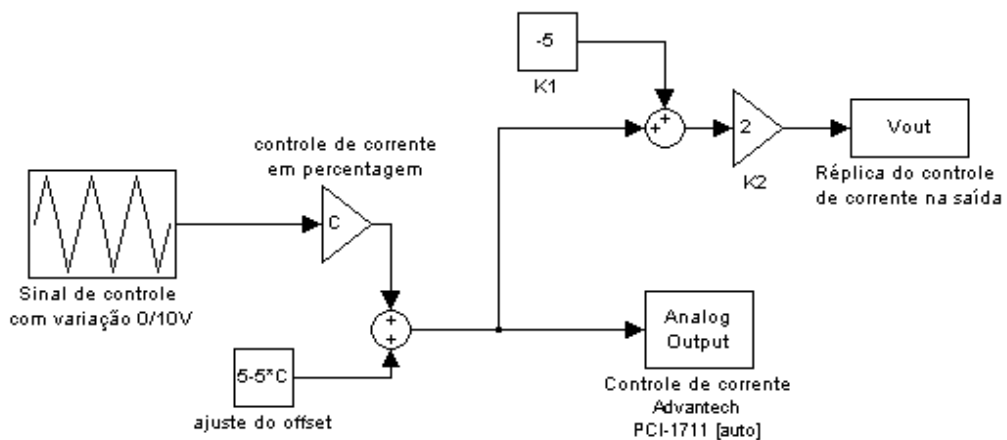 -5
K1
controle de corrente
em percentagem
C
Sinal de controle
com variação 0/10V
+
+
5-5*C
ajuste do offset
+
+
2
K2
Vout
Réplica do controle
de corrente na saída
Analog
Output
Controle de corrente
Advantech
PCI-1711 [auto]